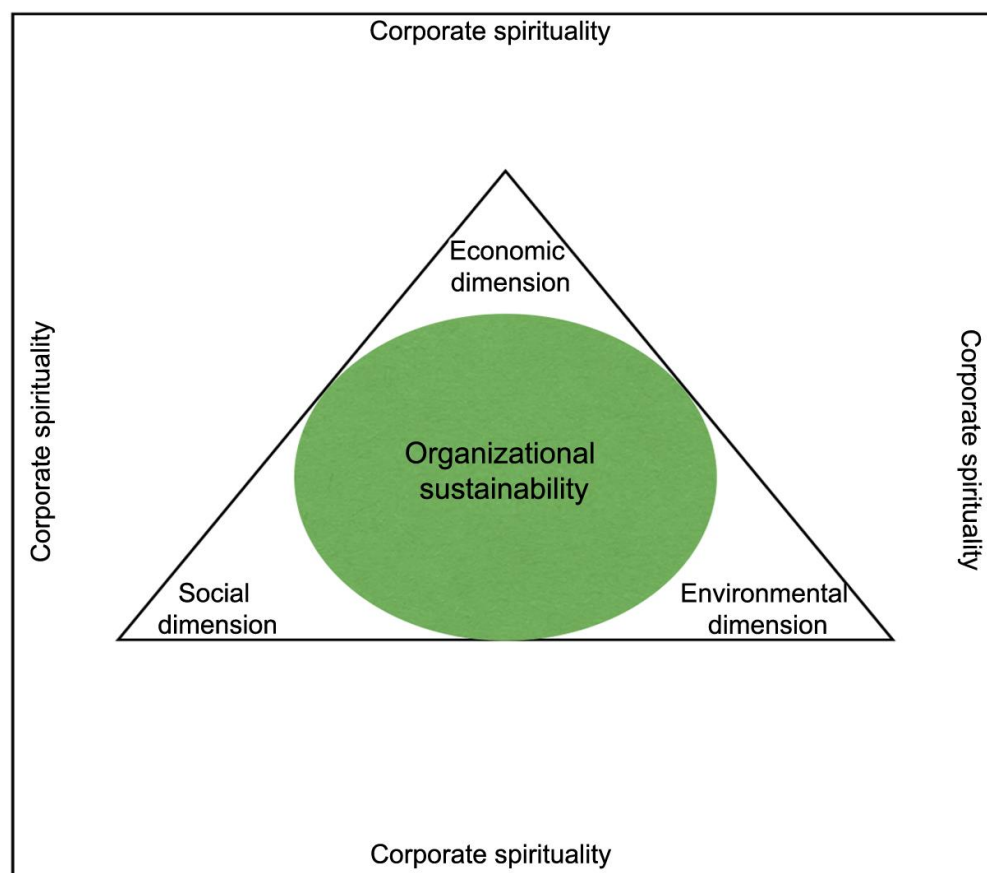 Corporate spirituality
Economic
dimension
Corporate spirituality
Corporate spirituality
Organizational
sustainability
Social
dimension
Environmental
dimension
Corporate spirituality